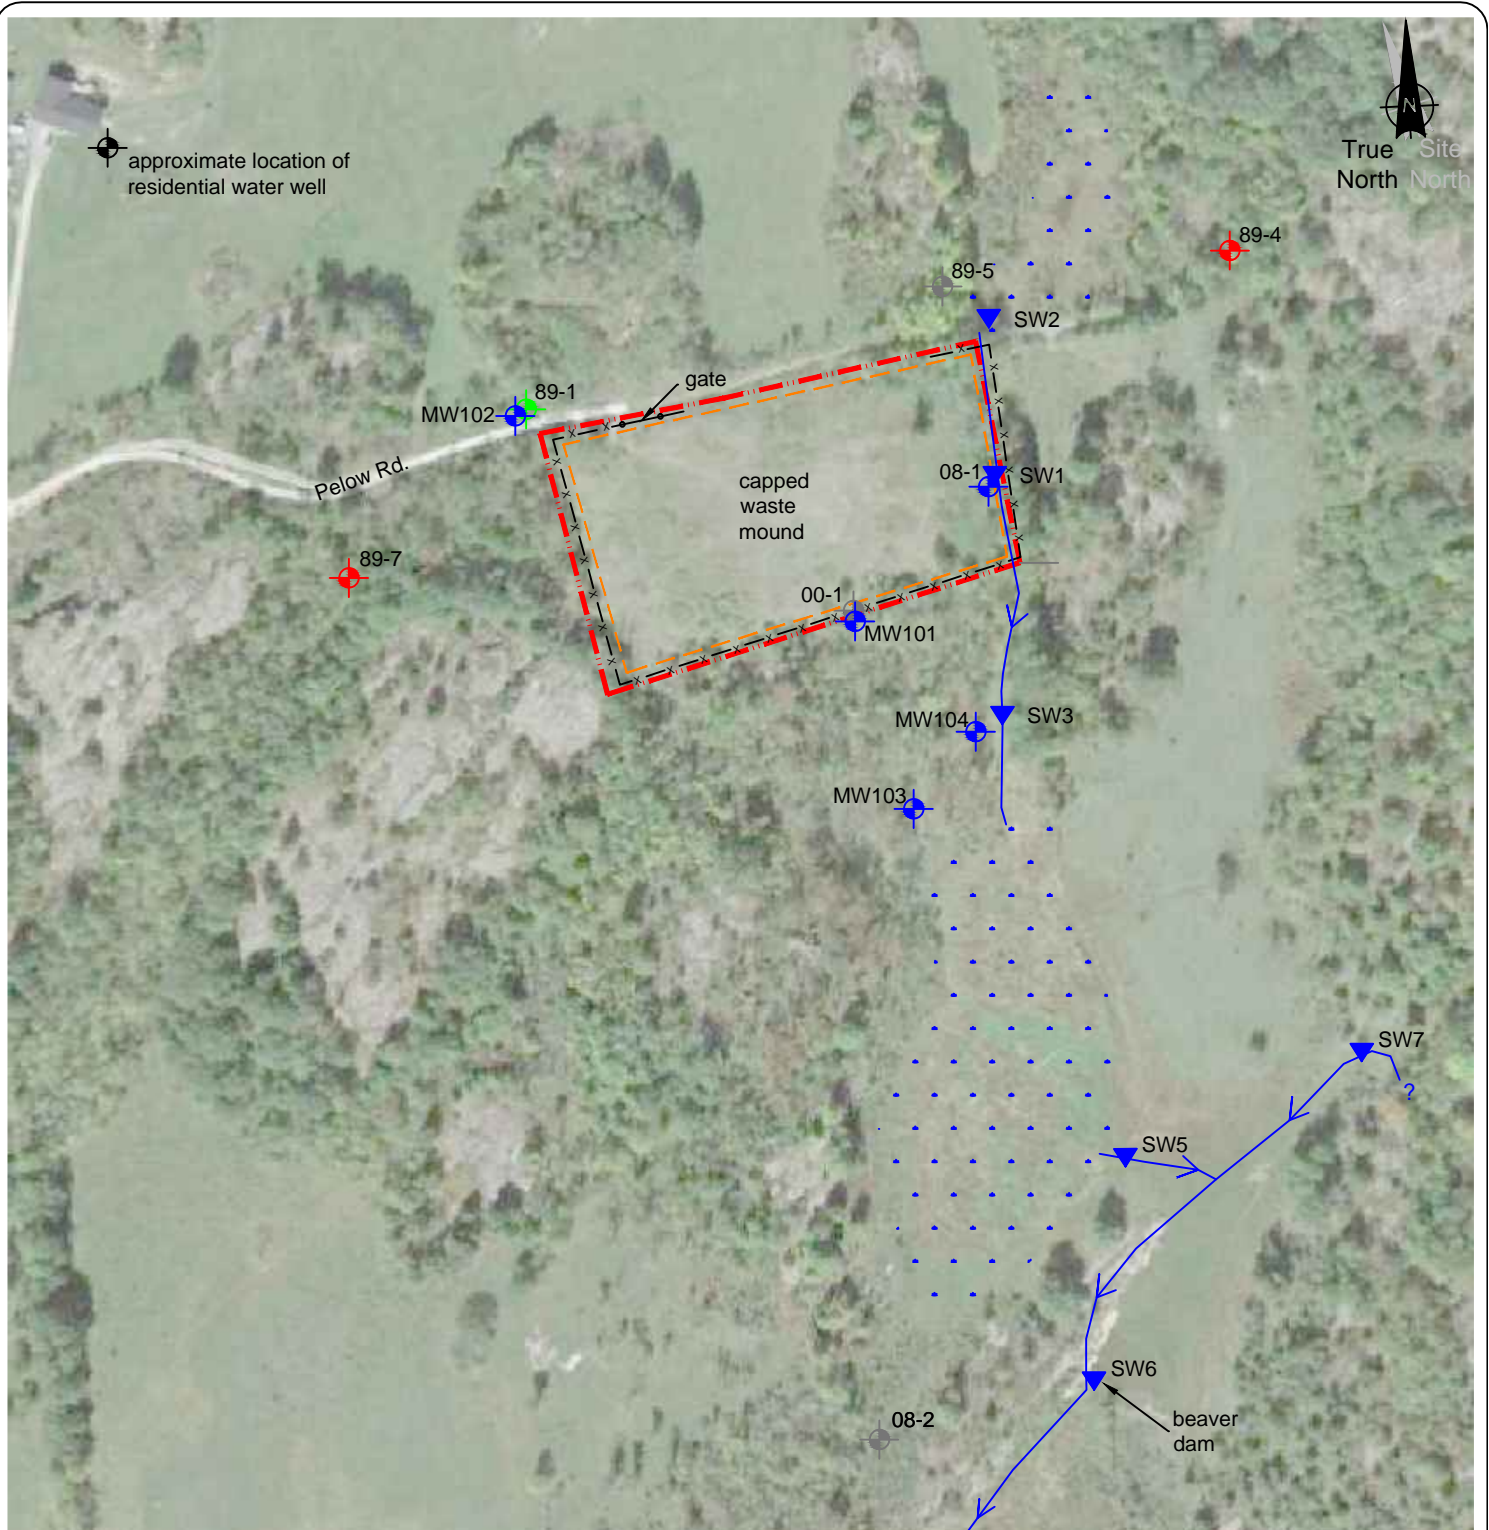 N
True Site
North North
approximate location of
residential water well
89-4
89-5
SW2
gate
89-1
MW102
Pelow Rd.
capped
waste
mound
08-1
SW1
89-7
00-1
MW101
MW104
SW3
MW103
SW7
?
SW5
SW6
beaver
dam
08-2